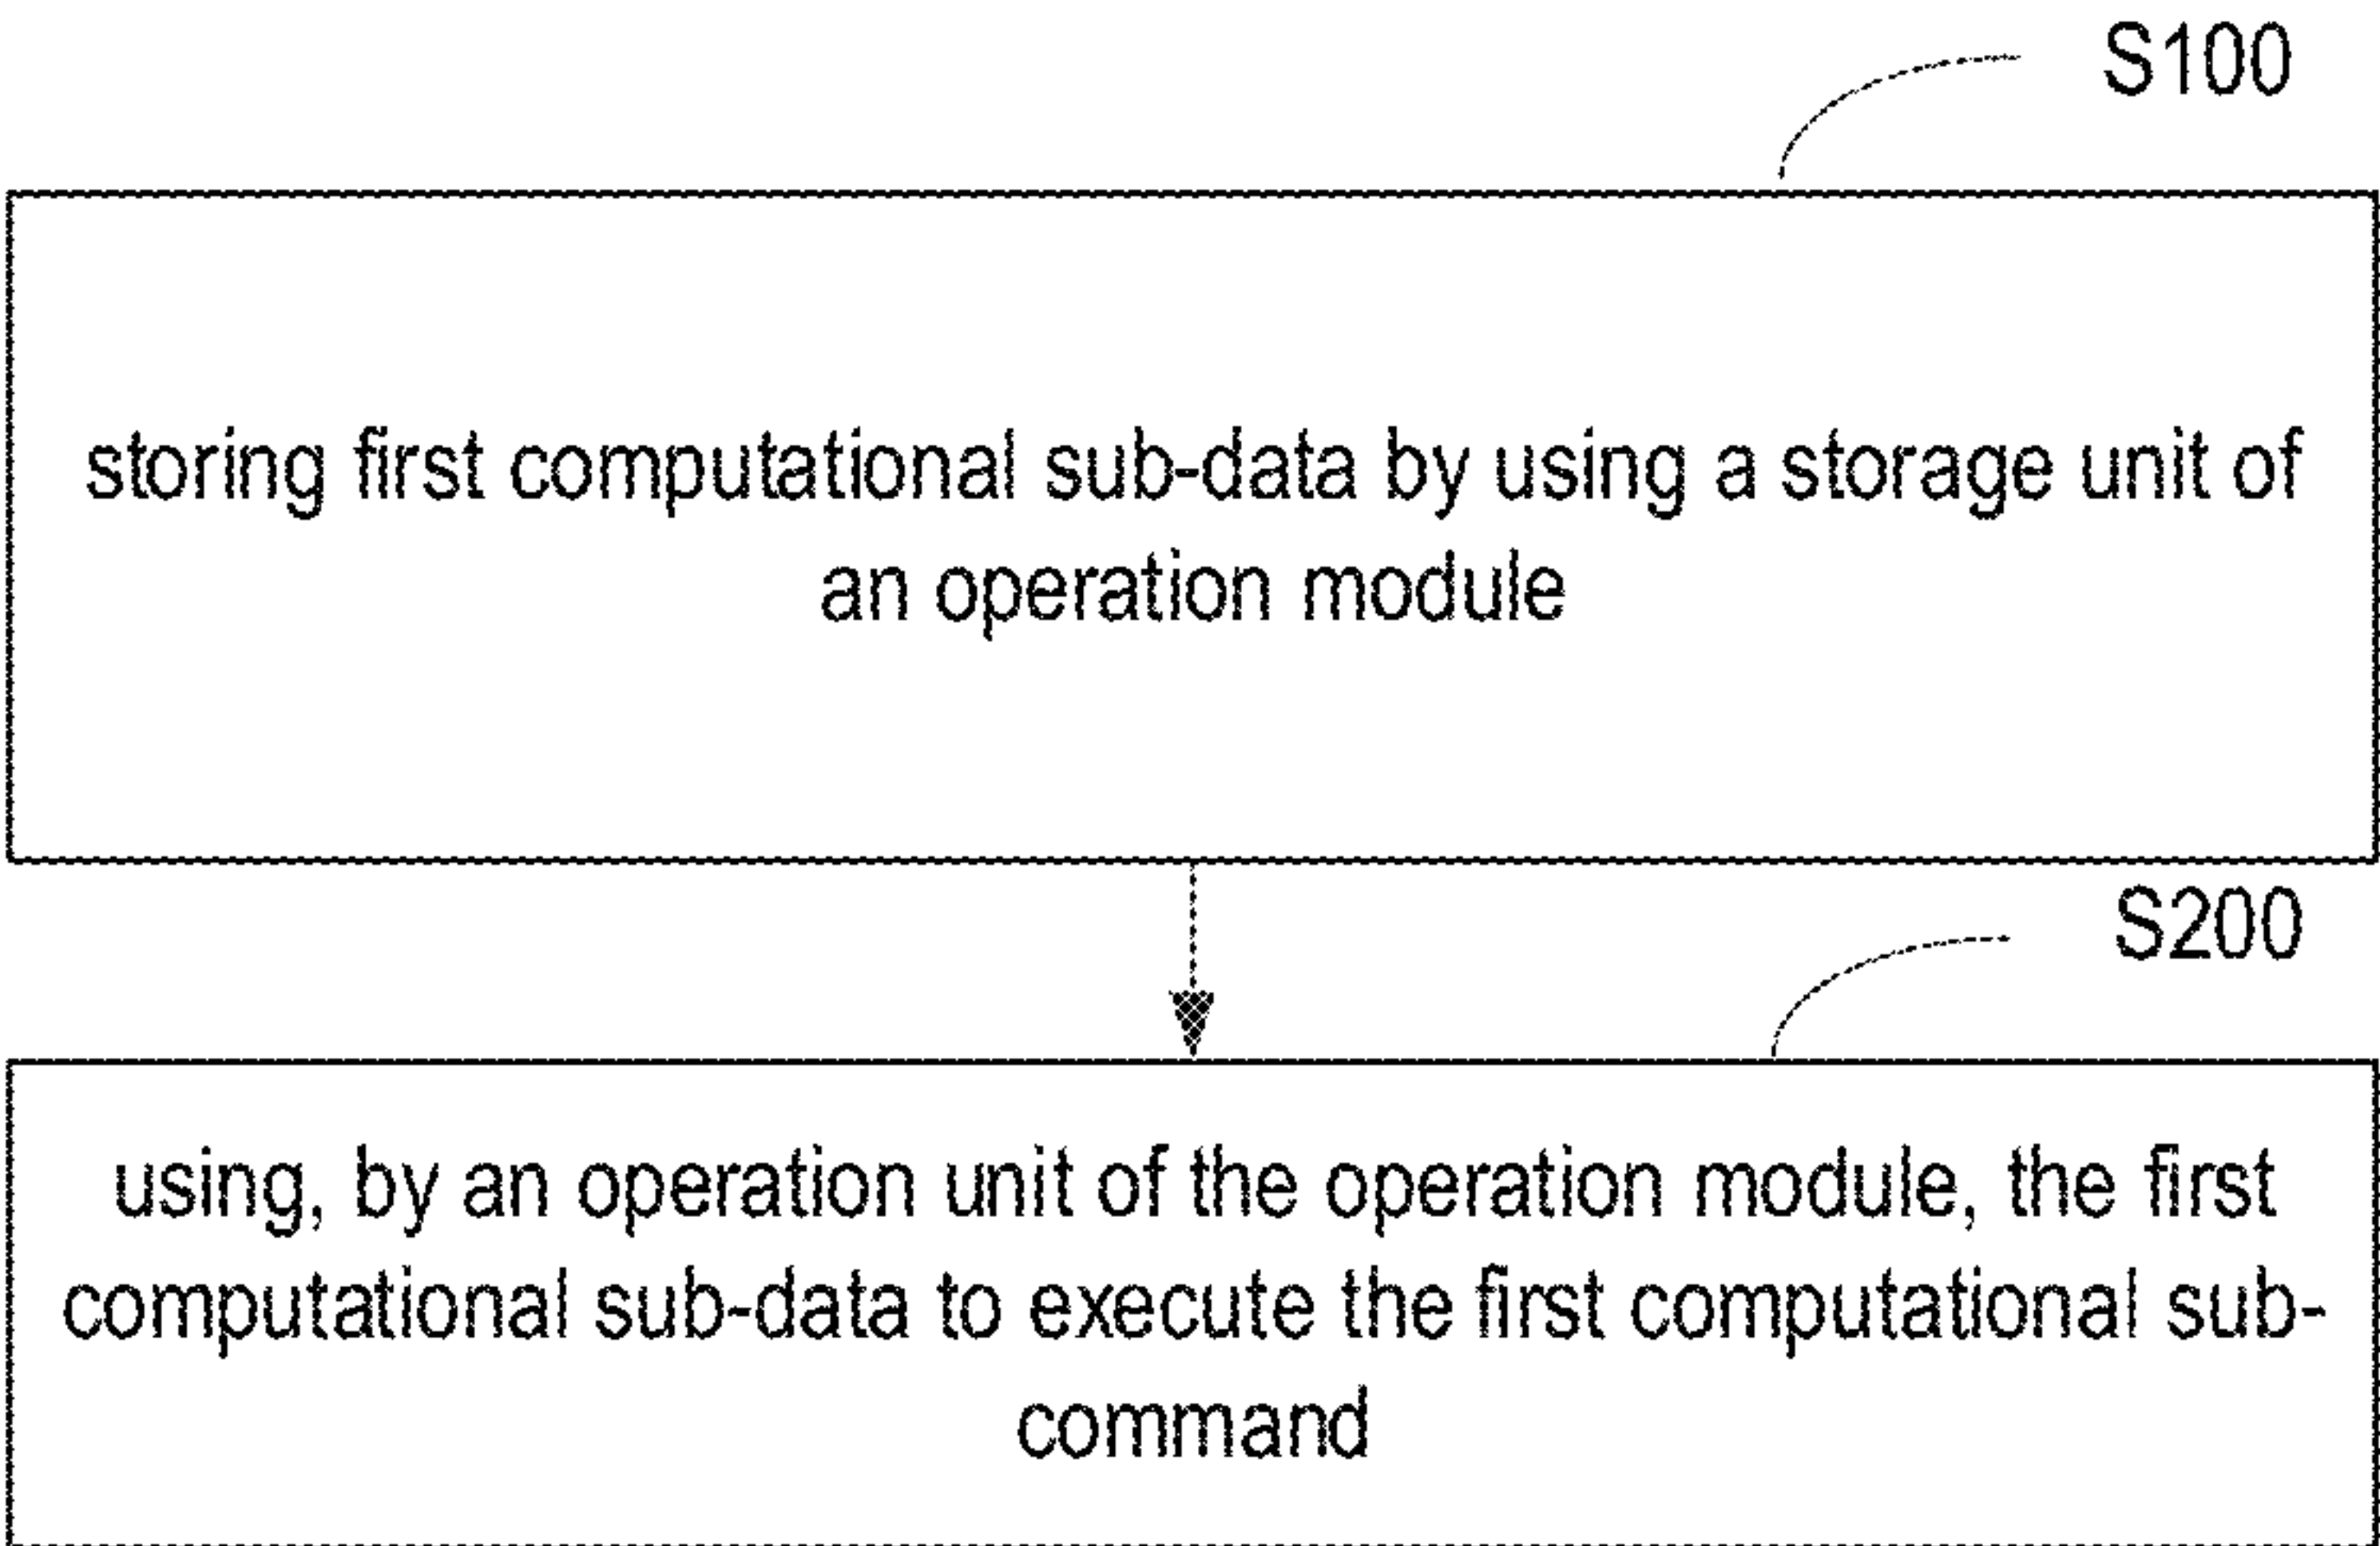 S100
storing first computational sub-data by using a storage unit of
an operation module
S200
using, by an operation unit of the operation module, the first
computational sub-data to execute the first computational sub-
command